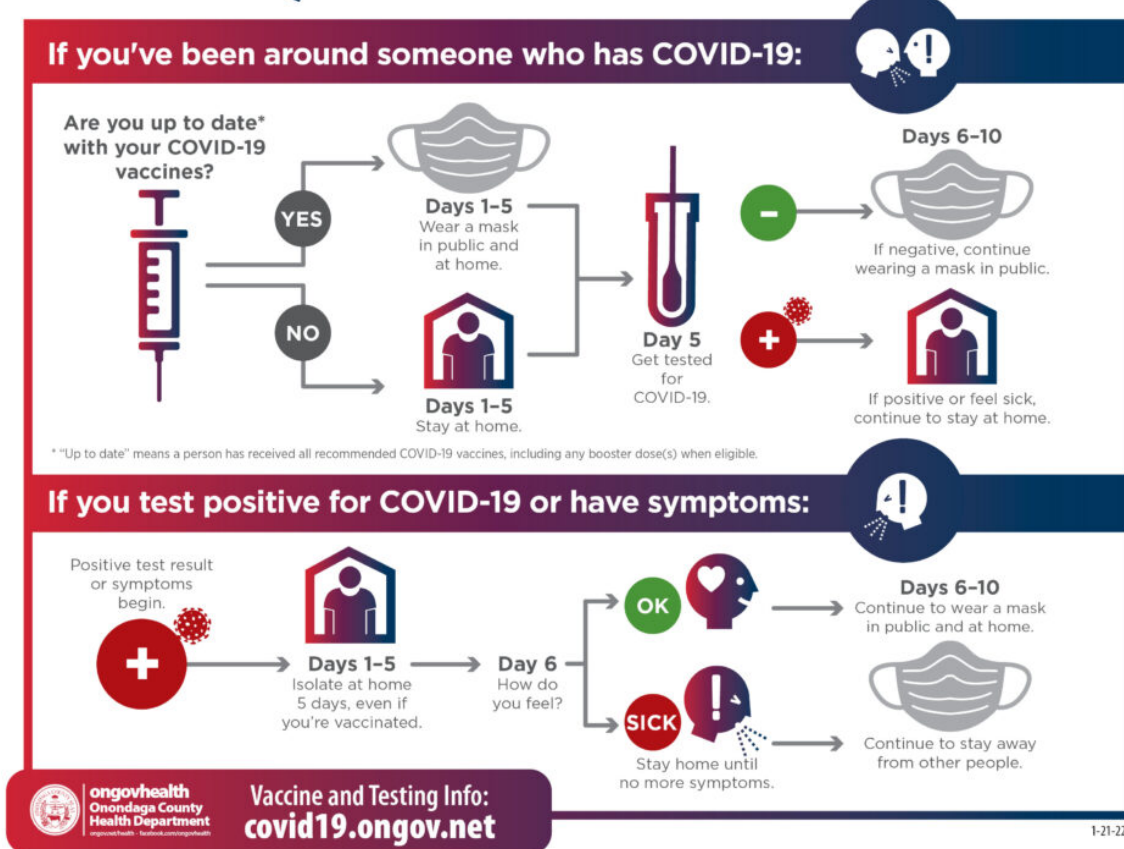 If you've been around someone who has COVID-19:
Are you up to date*
with your COVID-19
vaccines?
YES
NO
Days 1–5
Wear a mask
in public and
at home.
Days 1–5
Stay at home.
Day 5
Get tested
for
COVID-19.
Days 6–10
If negative, continue
wearing a mask in public.
If positive or feel sick,
continue to stay at home.
* "Up to date" means a person has received all recommended COVID-19 vaccines, including any booster dose(s) when eligible.
If you test positive for COVID-19 or have symptoms:
Positive test result
or symptoms
begin.
Days 1–5
Isolate at home
5 days, even if
you're vaccinated.
Day 6
How do
you feel?
OK
SICK
Stay home until
no more symptoms.
Days 6–10
Continue to wear a mask
in public and at home.
Continue to stay away
from other people.
ongovhealth
Onondaga County
Health Department
ongov.net/health - facebook.com/ongovhealth
Vaccine and Testing Info:
covid19.ongov.net
1-21-22